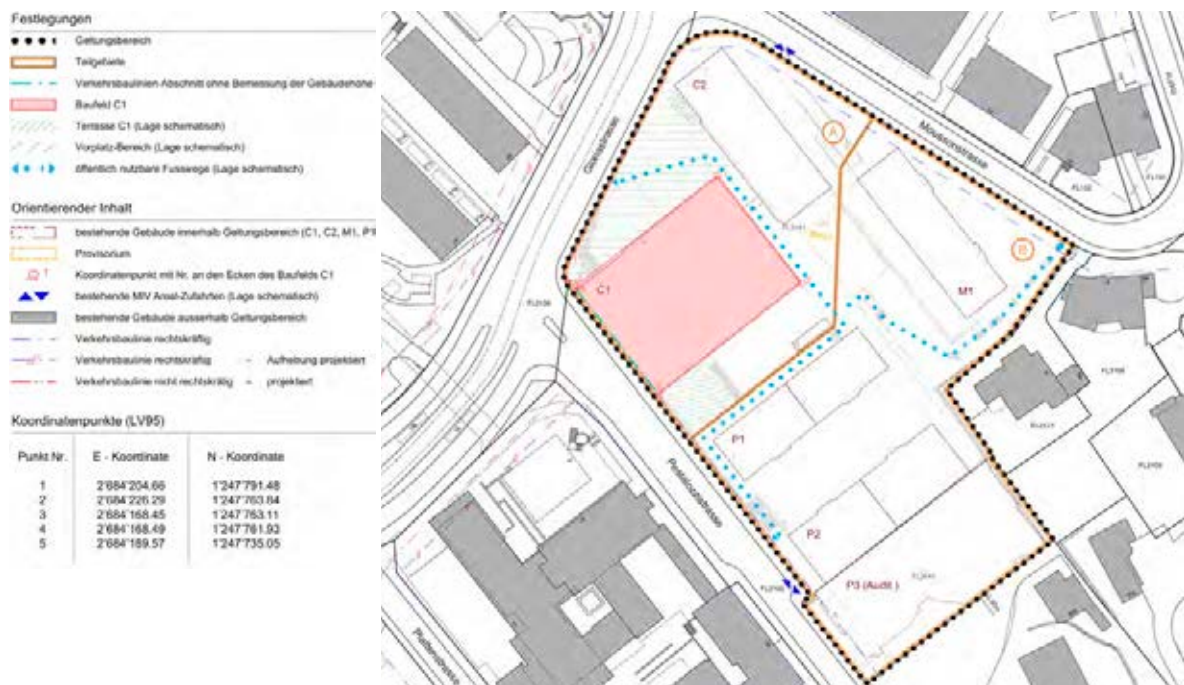 Festlegungen
Geltungsbereich
Teilgebiete
Verkehrsbaulinien Abschnitt ohne Bemessung der Gebäudehöhe
Baufeld C1
Terrasse C1 (Lage schematisch)
Vorplatz-Bereich (Lage schematisch)
öffentlich nutzbare Fusswege (Lage schematisch)
Orientierender Inhalt
bestehende Gebäude innerhalb Geltungsbereich (C1, C2, M1, P1
Provisorium
1 Koordinatenpunkt mit Nr. an den Ecken des Baufelds C1
bestehende MIV Areal-Zufahrten (Lage schematisch)
bestehende Gebäude ausserhalb Geltungsbereich
Verkehrsbaulinie rechtskräftig
Verkehrsbaulinie rechtskräftig - Aufhebung projektiert
Verkehrsbaulinie nicht rechtskräftig - projektiert
Koordinatenpunkte (LV95)
Punkt Nr. E - Koordinate N - Koordinate
1 2'684'204.66 1'247'791.48
2 2'684'226.29 1'247'763.84
3 2'684'168.45 1'247'763.11
4 2'684'168.49 1'247'761.93
5 2'684'189.57 1'247'735.05
C2
A
Moussonstrasse
Gloriastrasse
B
C1
M1
P1
Pestalozzistrasse
P2
P3 (Audit.)
Plattenstrasse